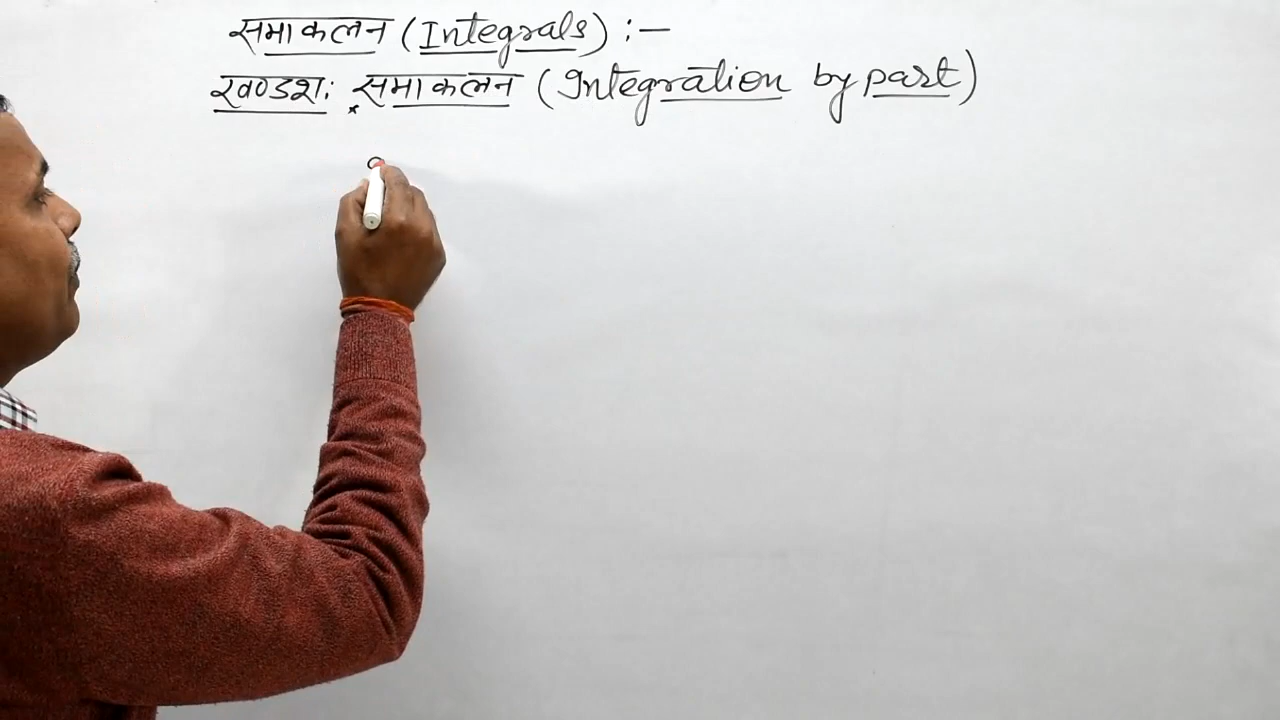 समाकलन (Integrals) :-
खण्डशः समाकलन (Integration by part)